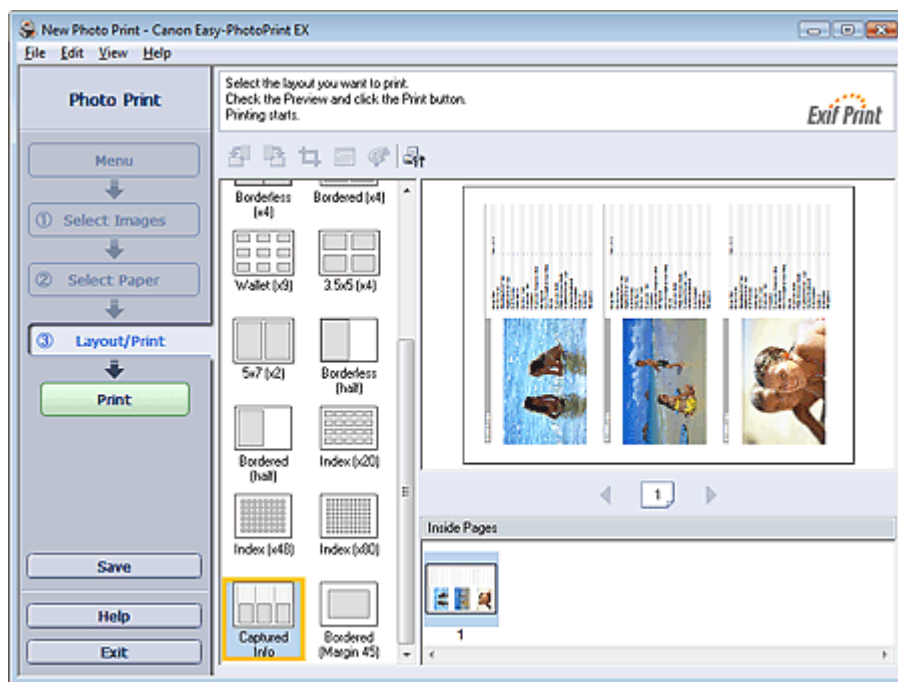 New Photo Print - Canon Easy-PhotoPrint EX
File Edit View Help
Photo Print
Select the layout you want to print.
Check the Preview and click the Print button.
Printing starts.
Exif Print
Menu
① Select Images
② Select Paper
③ Layout/Print
Print
Save
Help
Exit
Borderless
(x4)
Bordered (x4)
Wallet (x9)
3.5x5 (x4)
5x7 (x2)
Borderless
(half)
Bordered
(half)
Index (x20)
Index (x48)
Index (x80)
Captured
Info
Bordered
(Margin 45)
1
Inside Pages
1